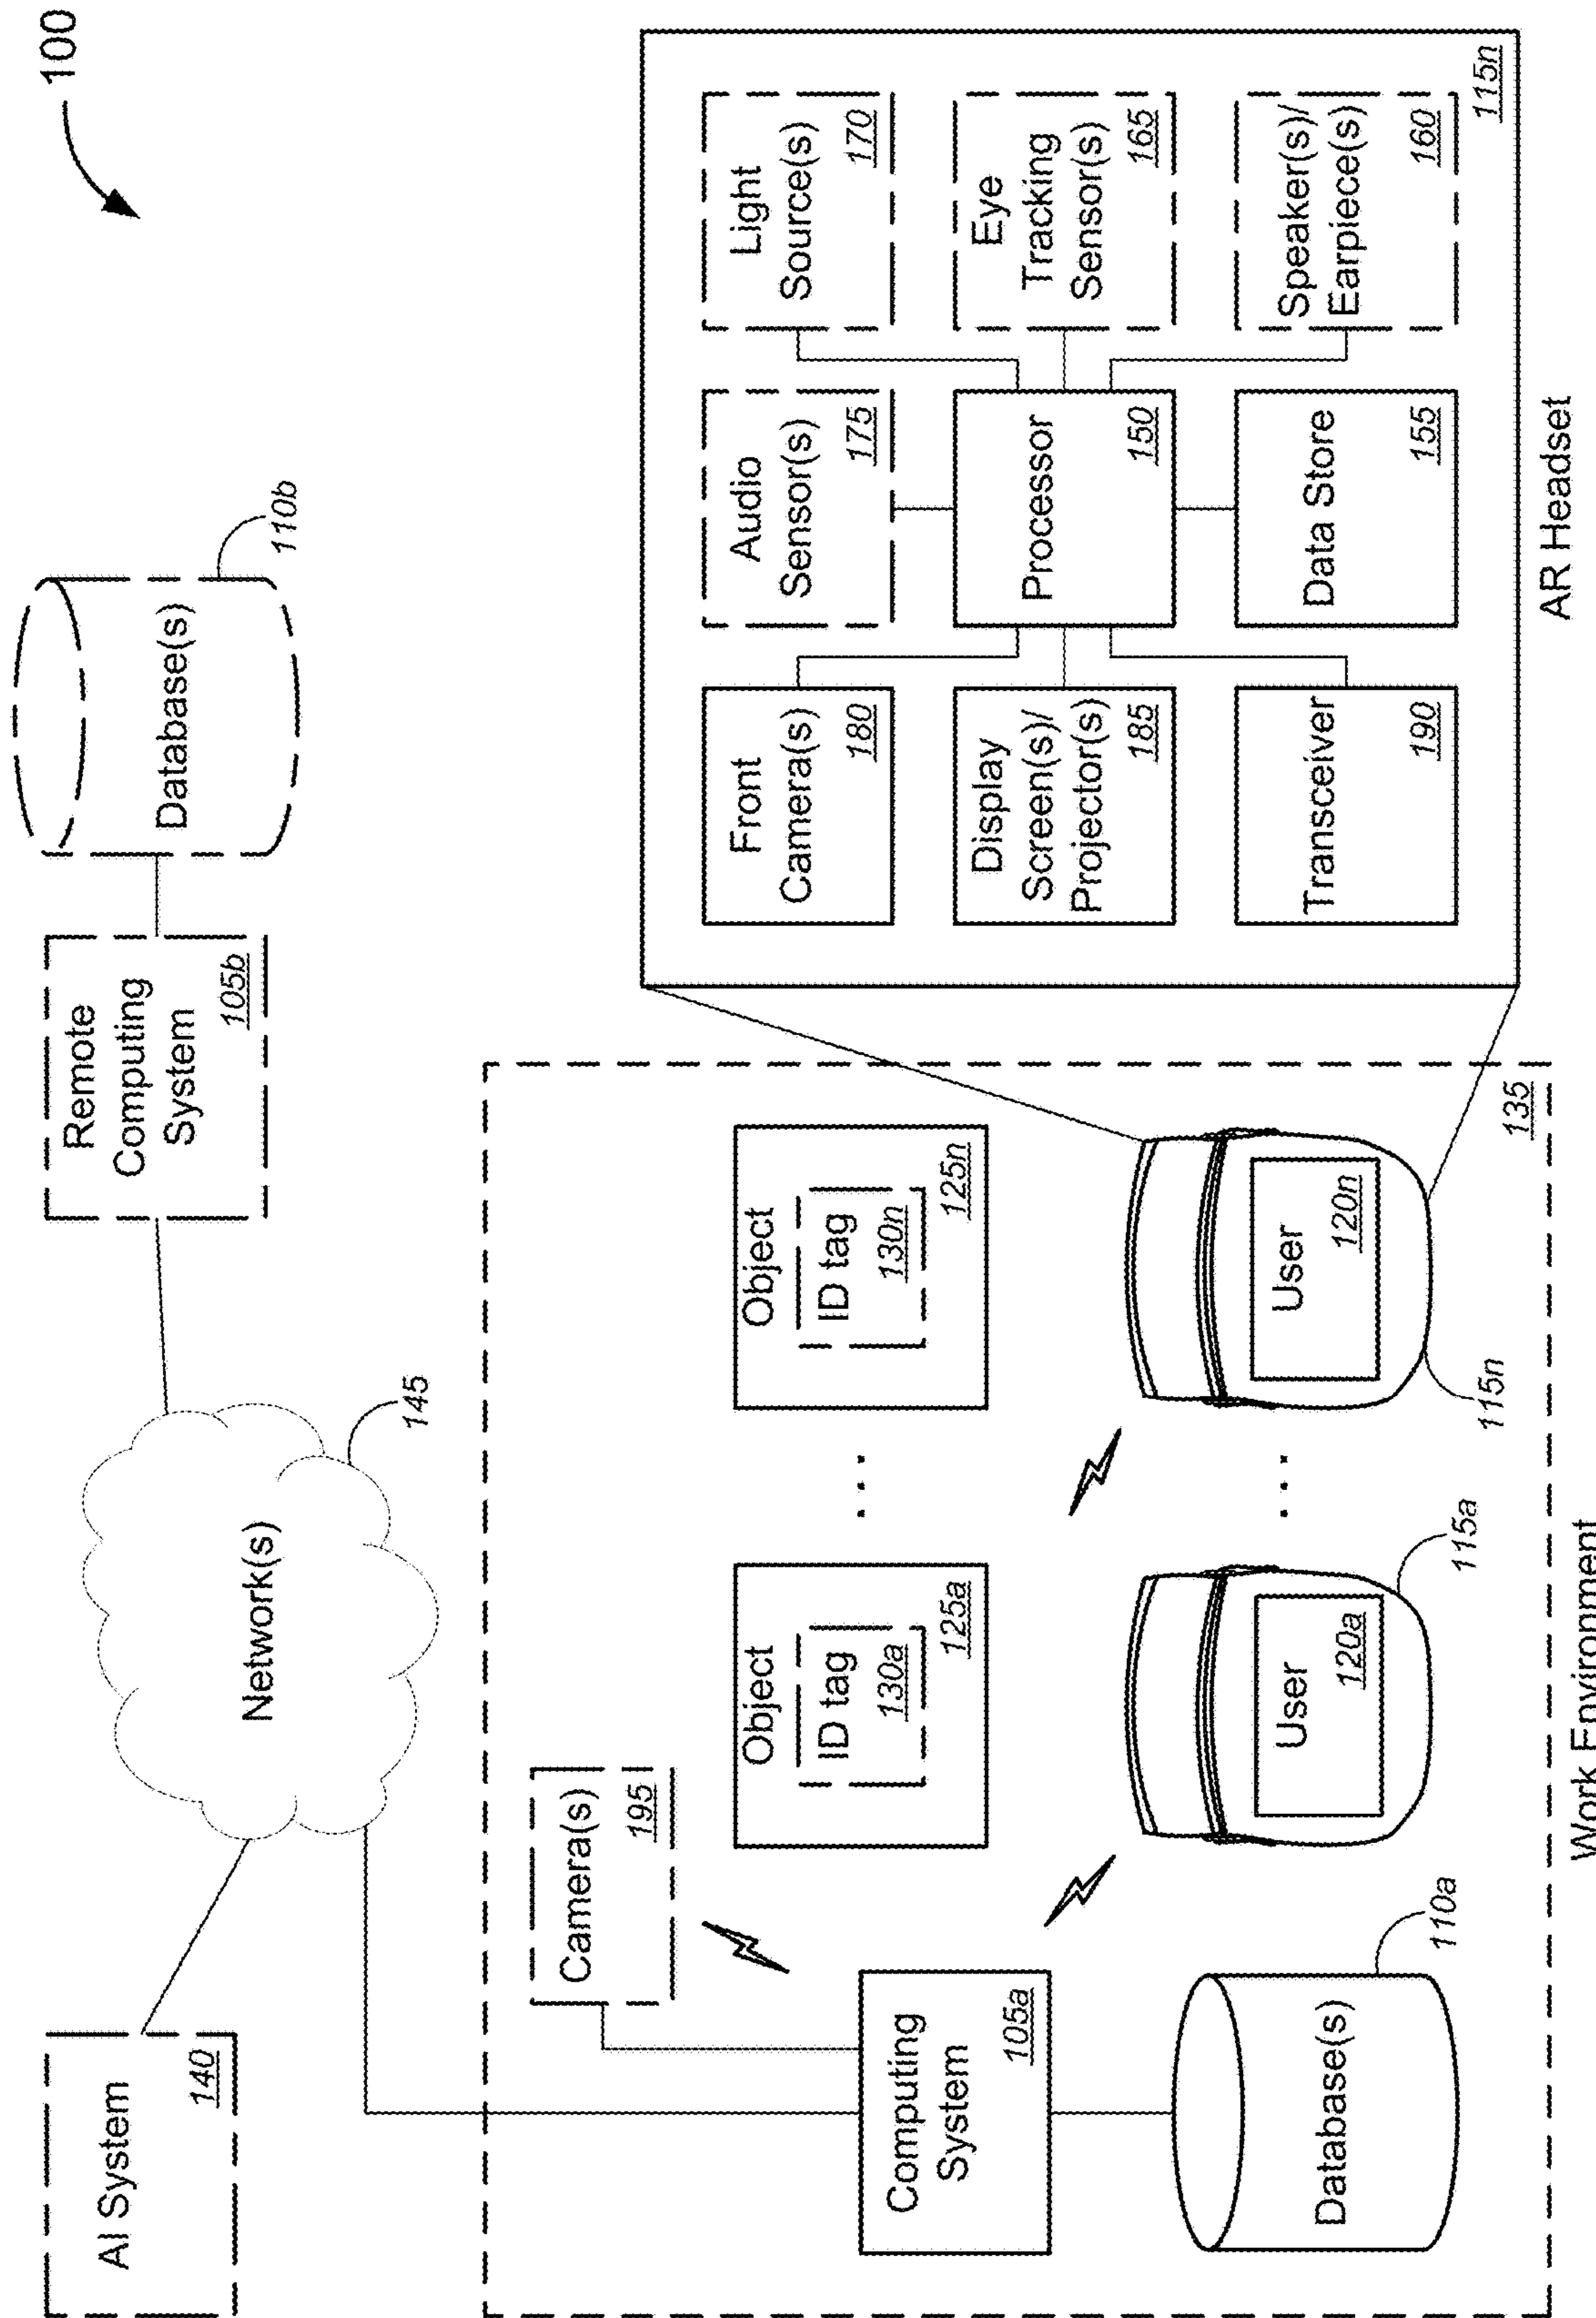 100
AI System
140
Network(s)
145
Remote
Computing
System
105b
Database(s)
110b
Camera(s)
195
Computing
System
105a
Database(s)
110a
Object
ID tag
130a
125a
. . .
Object
ID tag
130n
125n
User
120a
115a
. . .
User
120n
115n
135
Work Environment
Front
Camera(s)
180
Audio
Sensor(s)
175
Light
Source(s)
170
Display
Screen(s)/
Projector(s)
185
Processor
150
Eye
Tracking
Sensor(s)
165
Transceiver
190
Data Store
155
Speaker(s)/
Earpiece(s)
160
115n
AR Headset